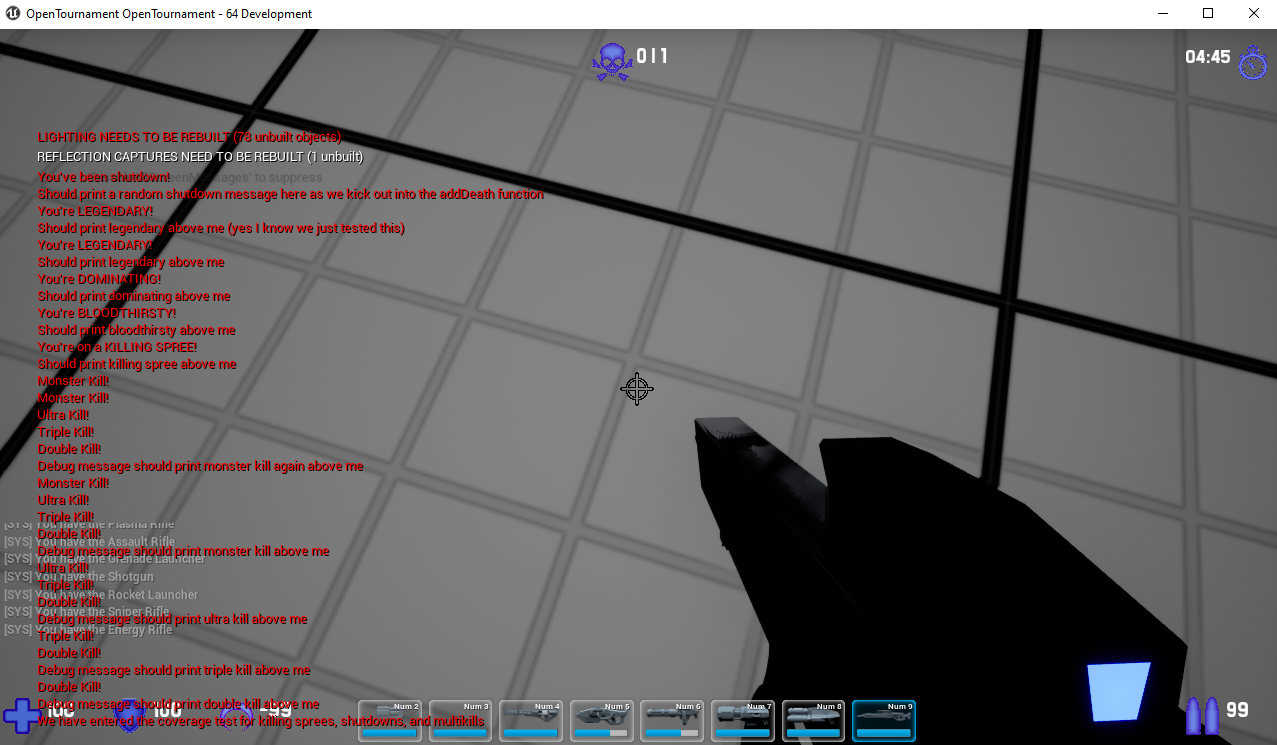 OpenTournament OpenTournament - 64 Development
0 | 1
04:45
LIGHTING NEEDS TO BE REBUILT (78 unbuilt objects)
REFLECTION CAPTURES NEED TO BE REBUILT (1 unbuilt)
You've been shutdown!
to suppress
Should print a random shutdown message here as we kick out into the addDeath function
You're LEGENDARY!
Should print legendary above me (yes I know we just tested this)
You're LEGENDARY!
Should print legendary above me
You're DOMINATING!
Should print dominating above me
You're BLOODTHIRSTY!
Should print bloodthirsty above me
You're on a KILLING SPREE!
Should print killing spree above me
Monster Kill!
Monster Kill!
Ultra Kill!
Triple Kill!
Double Kill!
Debug message should print monster kill again above me
Monster Kill!
Ultra Kill!
Triple Kill!
[SYS] You have the Plasma Rifle
Double Kill!
[SYS] You have the Assault Rifle
Debug message should print monster kill above me
[SYS] You have the Grenade Launcher
Ultra Kill!
[SYS] You have the Shotgun
Triple Kill!
[SYS] You have the Rocket Launcher
Double Kill!
[SYS] You have the Sniper Rifle
Debug message should print ultra kill above me
[SYS] You have the Energy Rifle
Triple Kill!
Double Kill!
Debug message should print triple kill above me
Double Kill!
Debug message should print double kill above me
100
100
99
We have entered the coverage test for killing sprees, shutdowns, and multikills
Num 2
Num 3
Num 4
Num 5
Num 6
Num 7
Num 8
Num 9
99